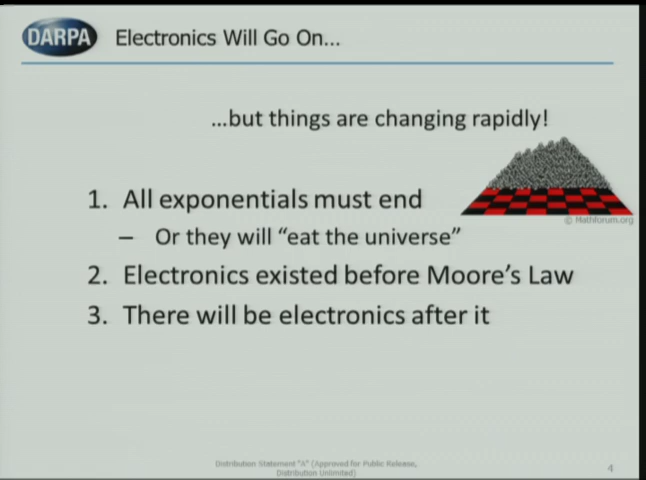 DARPA
Electronics Will Go On...
...but things are changing rapidly!
© Mathforum.org
1. All exponentials must end
– Or they will “eat the universe”
2. Electronics existed before Moore’s Law
3. There will be electronics after it
Distribution Statement "A" (Approved for Public Release,
Distribution Unlimited)
4